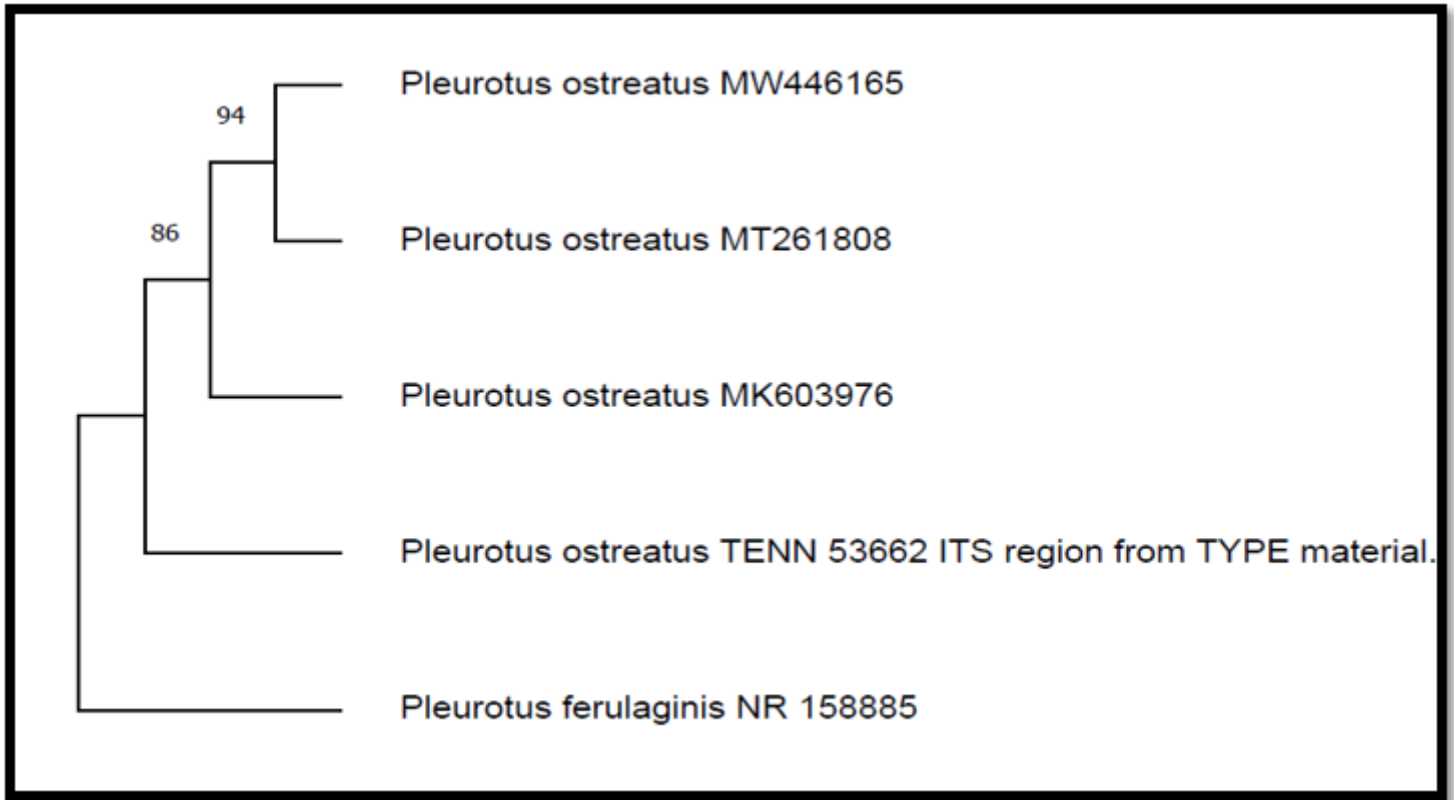 Pleurotus ostreatus MW446165
94
86
Pleurotus ostreatus MT261808
Pleurotus ostreatus MK603976
Pleurotus ostreatus TENN 53662 ITS region from TYPE material.
Pleurotus ferulaginis NR 158885